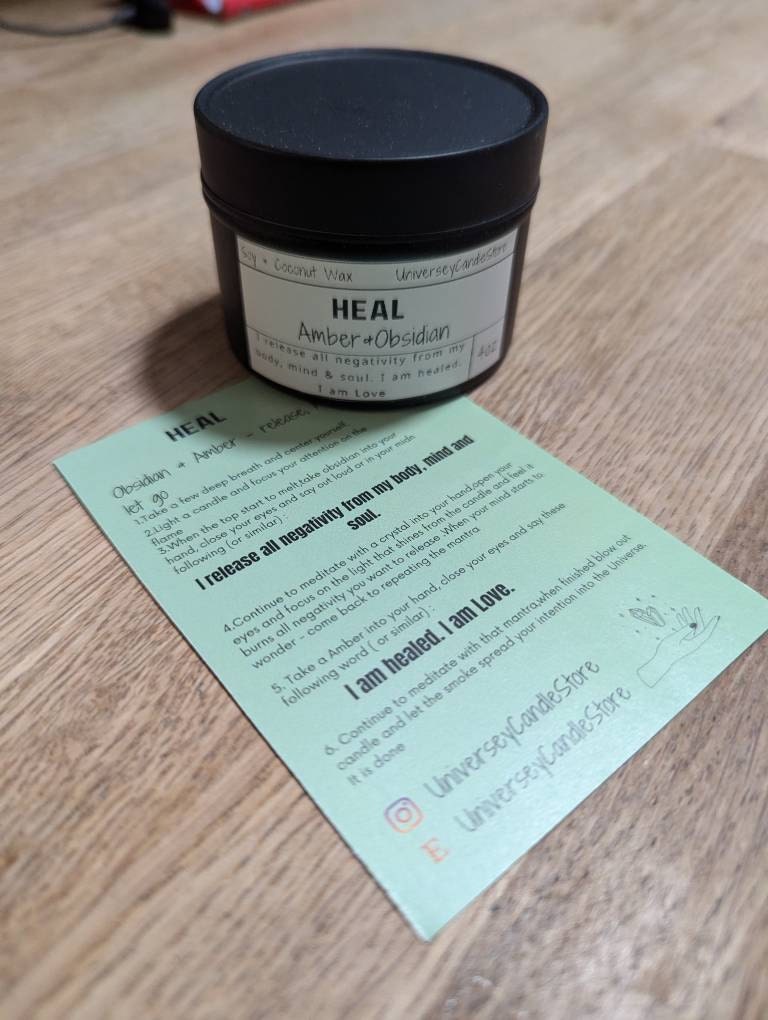 Soy + Coconut Wax UniverseyCandleStore
HEAL
Amber+Obsidian
I release all negativity from my
body, mind & soul. I am healed.
I am Love
4oz
HEAL
Obsidian + Amber - release,
let go
1.Take a few deep breath and center yourself
2.Light a candle and focus your attention on the
flame
3.When the top start to melt,take obsidian into your
hand, close your eyes and say out loud or in your midn
following (or similar) :
I release all negativity from my body, mind and
soul.
4.Continue to meditate with a crystal into your hand,open your
eyes and focus on the light that shines from the candle and feel it
burns all negativity you want to release .When your mind starts to
wonder - come back to repeating the mantra
5. Take a Amber into your hand, close your eyes and say these
following word ( or similar) :
I am healed. I am Love.
6. Continue to meditate with that mantra,when finished blow out
candle and let the smoke spread your intention into the Universe.
It is done
UniverseyCandleStore
E UniverseyCandleStore